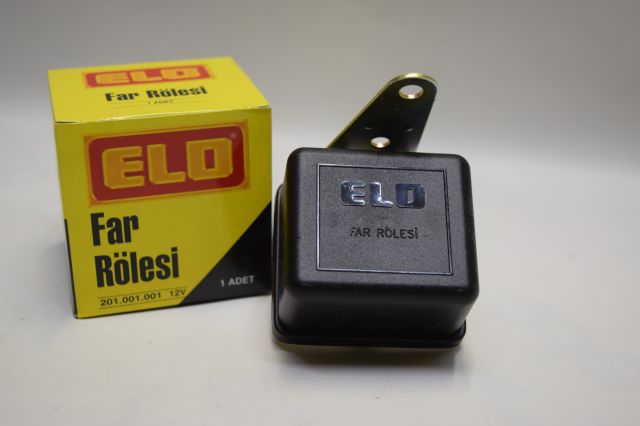 ELO
Far Rölesi
1 ADET
ELO
Far
Rölesi
201.001.001 12V
1 ADET
ELO
FAR RÖLESİ